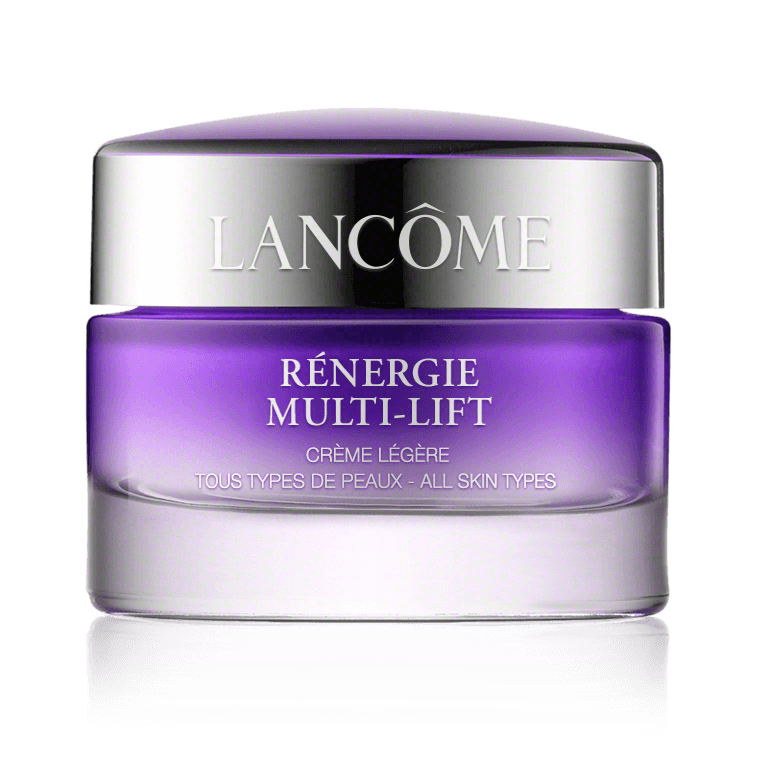 LANCÔME
RÉNERGIE
MULTI-LIFT
CRÈME LÉGÈRE
TOUS TYPES DE PEAUX - ALL SKIN TYPES